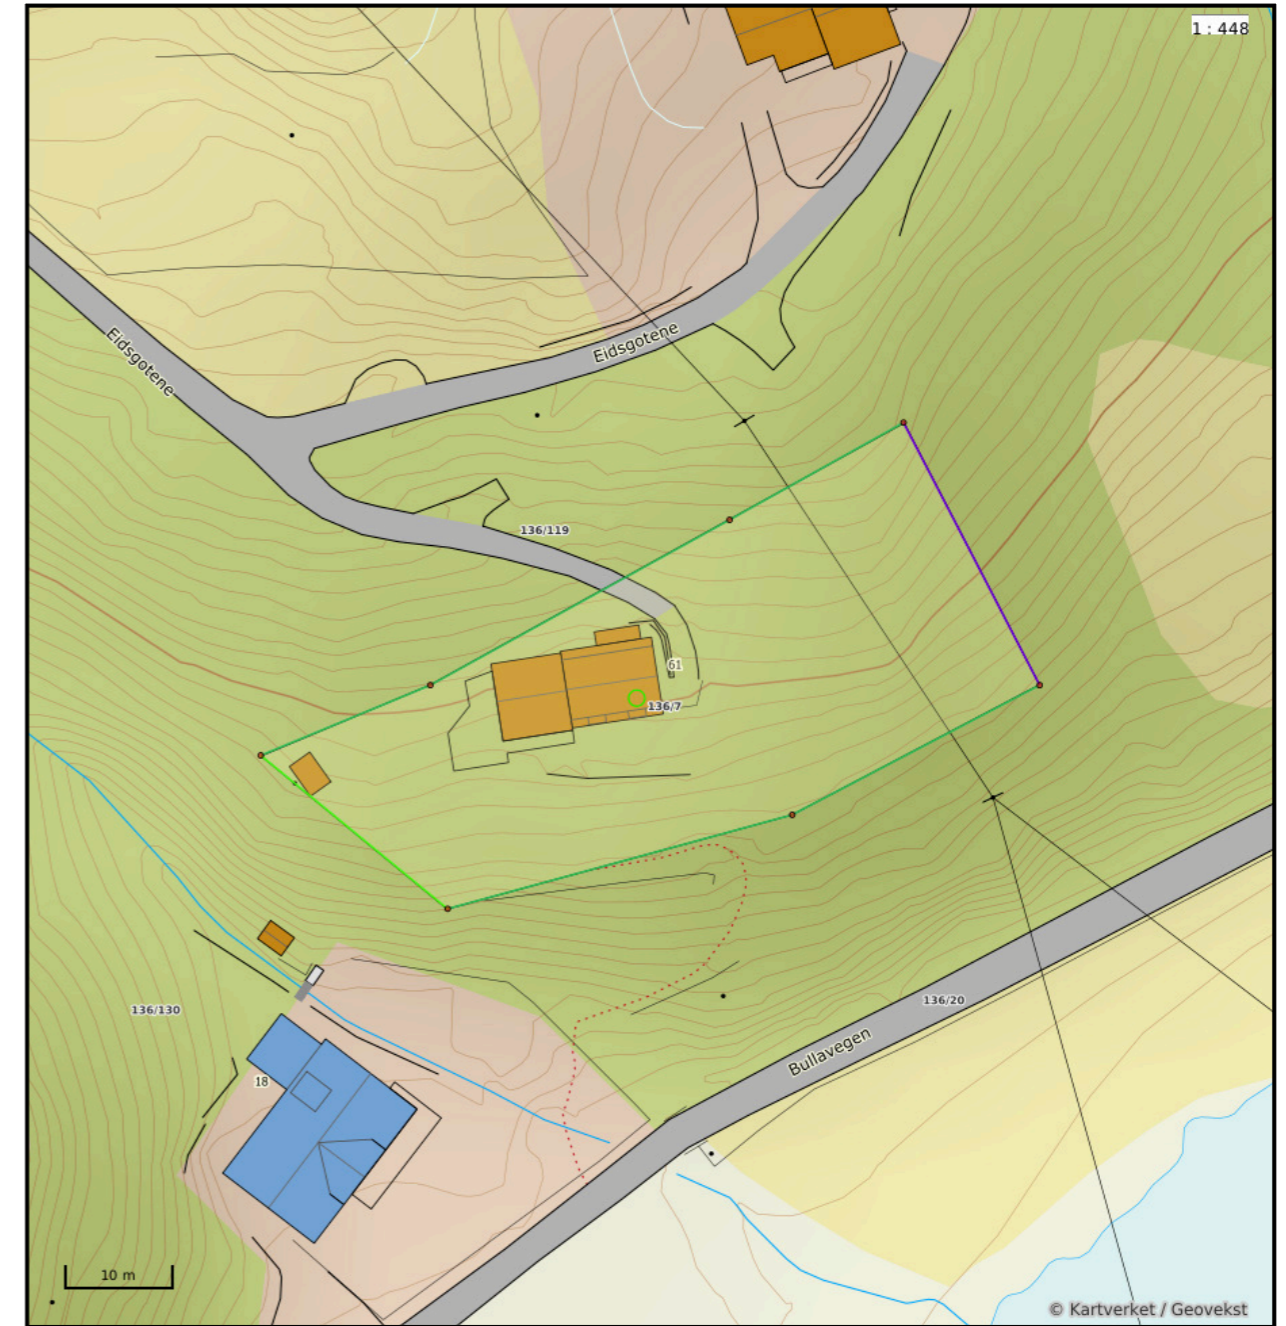 1 : 448
Eidsgotene
Eidsgotene
136/119
61
136/7
136/130
136/20
Bullavegen
18
10 m
© Kartverket / Geovekst